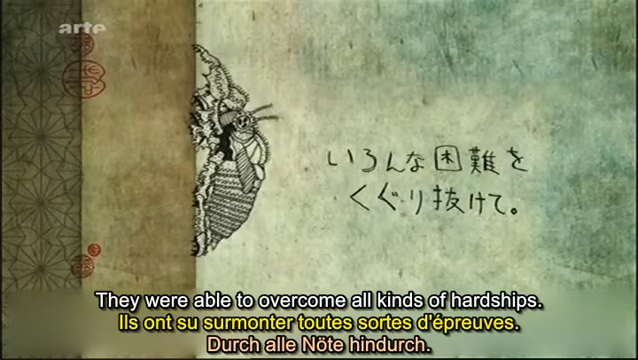 arte
いろんな困難を
くぐり抜けて。
They were able to overcome all kinds of hardships.
Ils ont su surmonter toutes sortes d'épreuves.
Durch alle Nöte hindurch.